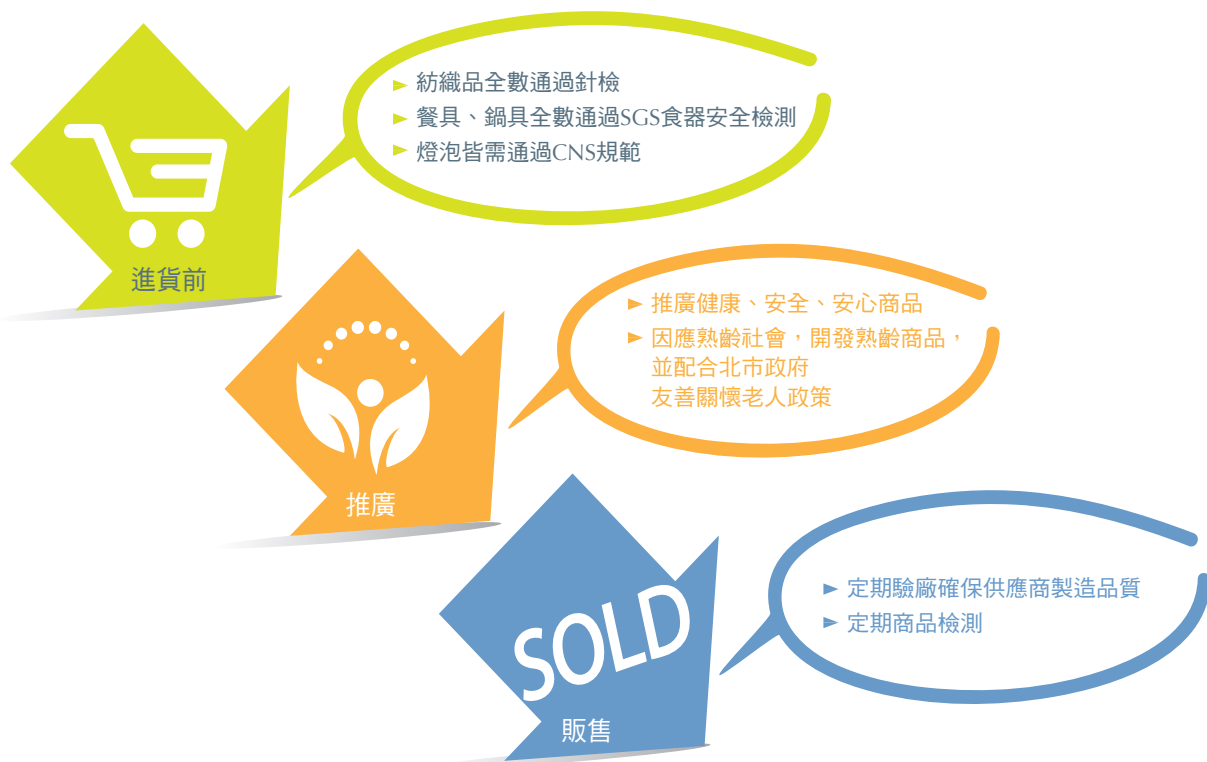 紡織品全數通過針檢
餐具、鍋具全數通過SGS食器安全檢測
燈泡皆需通過CNS規範
進貨前
推廣健康、安全、安心商品
因應熟齡社會，開發熟齡商品，
並配合北市政府
友善關懷老人政策
推廣
定期驗廠確保供應商製造品質
定期商品檢測
SOLD
販售